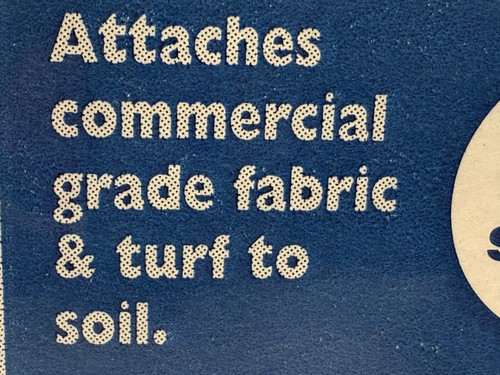 Attaches
commercial
grade fabric
& turf to
soil.